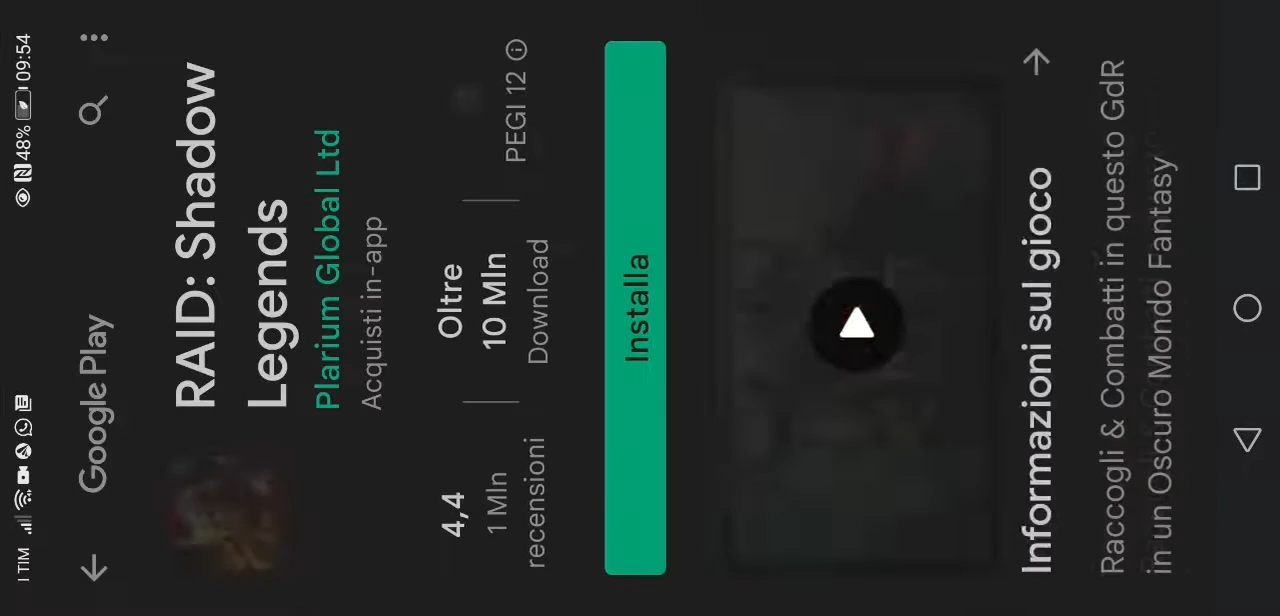 I TIM 48% 09:54
Google Play
RAID: Shadow
Legends
Plarium Global Ltd
Acquisti in-app
4,4
1 Mln
recensioni
Oltre
10 Mln
Download
PEGI 12
Installa
Informazioni sul gioco
Raccogli & Combatti in questo GdR
in un Oscuro Mondo Fantasy